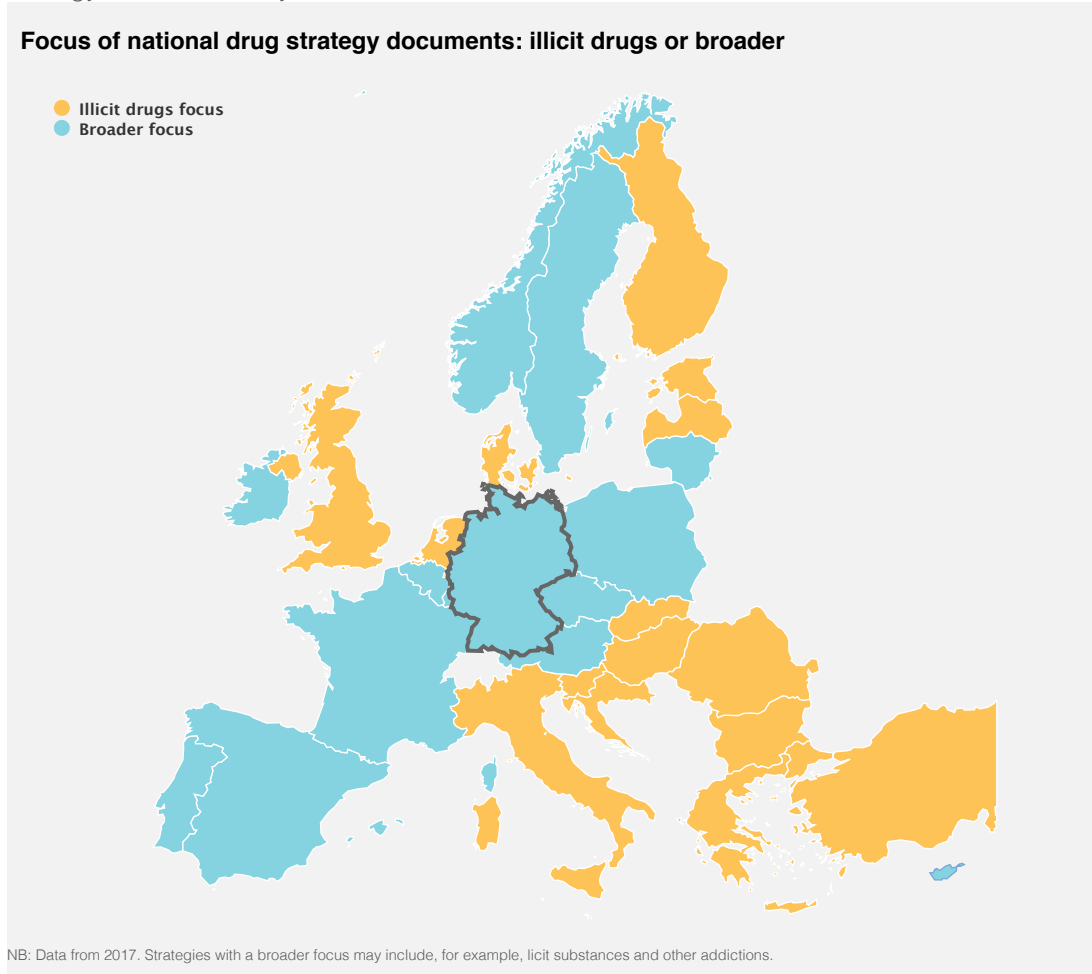 Focus of national drug strategy documents: illicit drugs or broader
Illicit drugs focus
Broader focus
NB: Data from 2017. Strategies with a broader focus may include, for example, licit substances and other addictions.